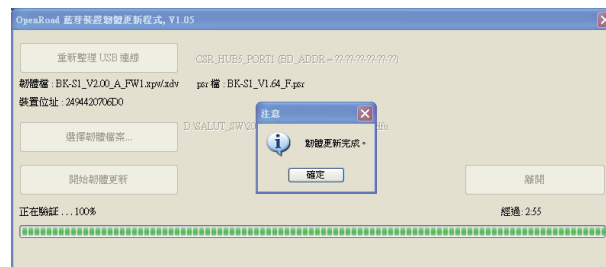 OpenRoad 藍芽裝置韌體更新程式, V1.05
重新整理 USB 連線
CSR_HUB5_PORT1 (BD_ADDR = ??-??-??-??-??-??)
韌體檔 : BK-S1_V2.00_A_FW1.xpv/xdv psr 檔 : BK-S1_V1.64_F.psr
裝置位址 : 2494420706D0
注意
選擇韌體檔案...
D:\SALUT_SW\20
dfu
韌體更新完成。
確定
開始韌體更新
離開
正在驗証 . . . 100%
經過: 2:55